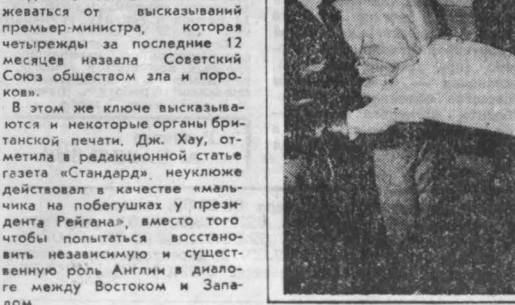 жеваться от высказываний
премьер-министра, которая
четырежды за последние 12
месяцев назвала Советский
Союз обществом зла и поро-
ков».
В этом же ключе высказыва-
ются и некоторые органы бри-
танской печати. Дж. Хау, от-
метила в редакционной статье
газета «Стандард», неуклюже
действовал в качестве «маль-
чика на побегушках у прези-
дента Рейгана», вместо того
чтобы попытаться восстано-
вить независимую и сущест-
венную роль Англии в диало-
ге между Востоком и Запа-
дом.